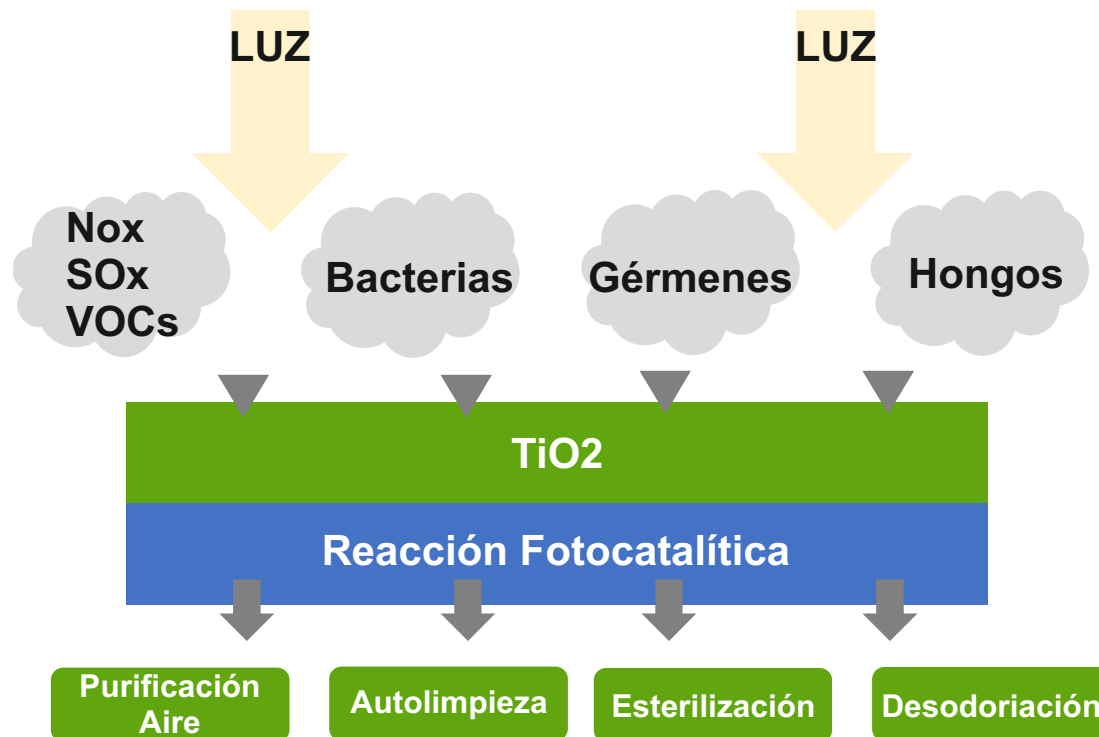 LUZ
LUZ
Nox
SOx
VOCs
Bacterias
Gérmenes
Hongos
TiO2
Reacción Fotocatalítica
Purificación
Aire
Autolimpieza
Esterilización
Desodoriación